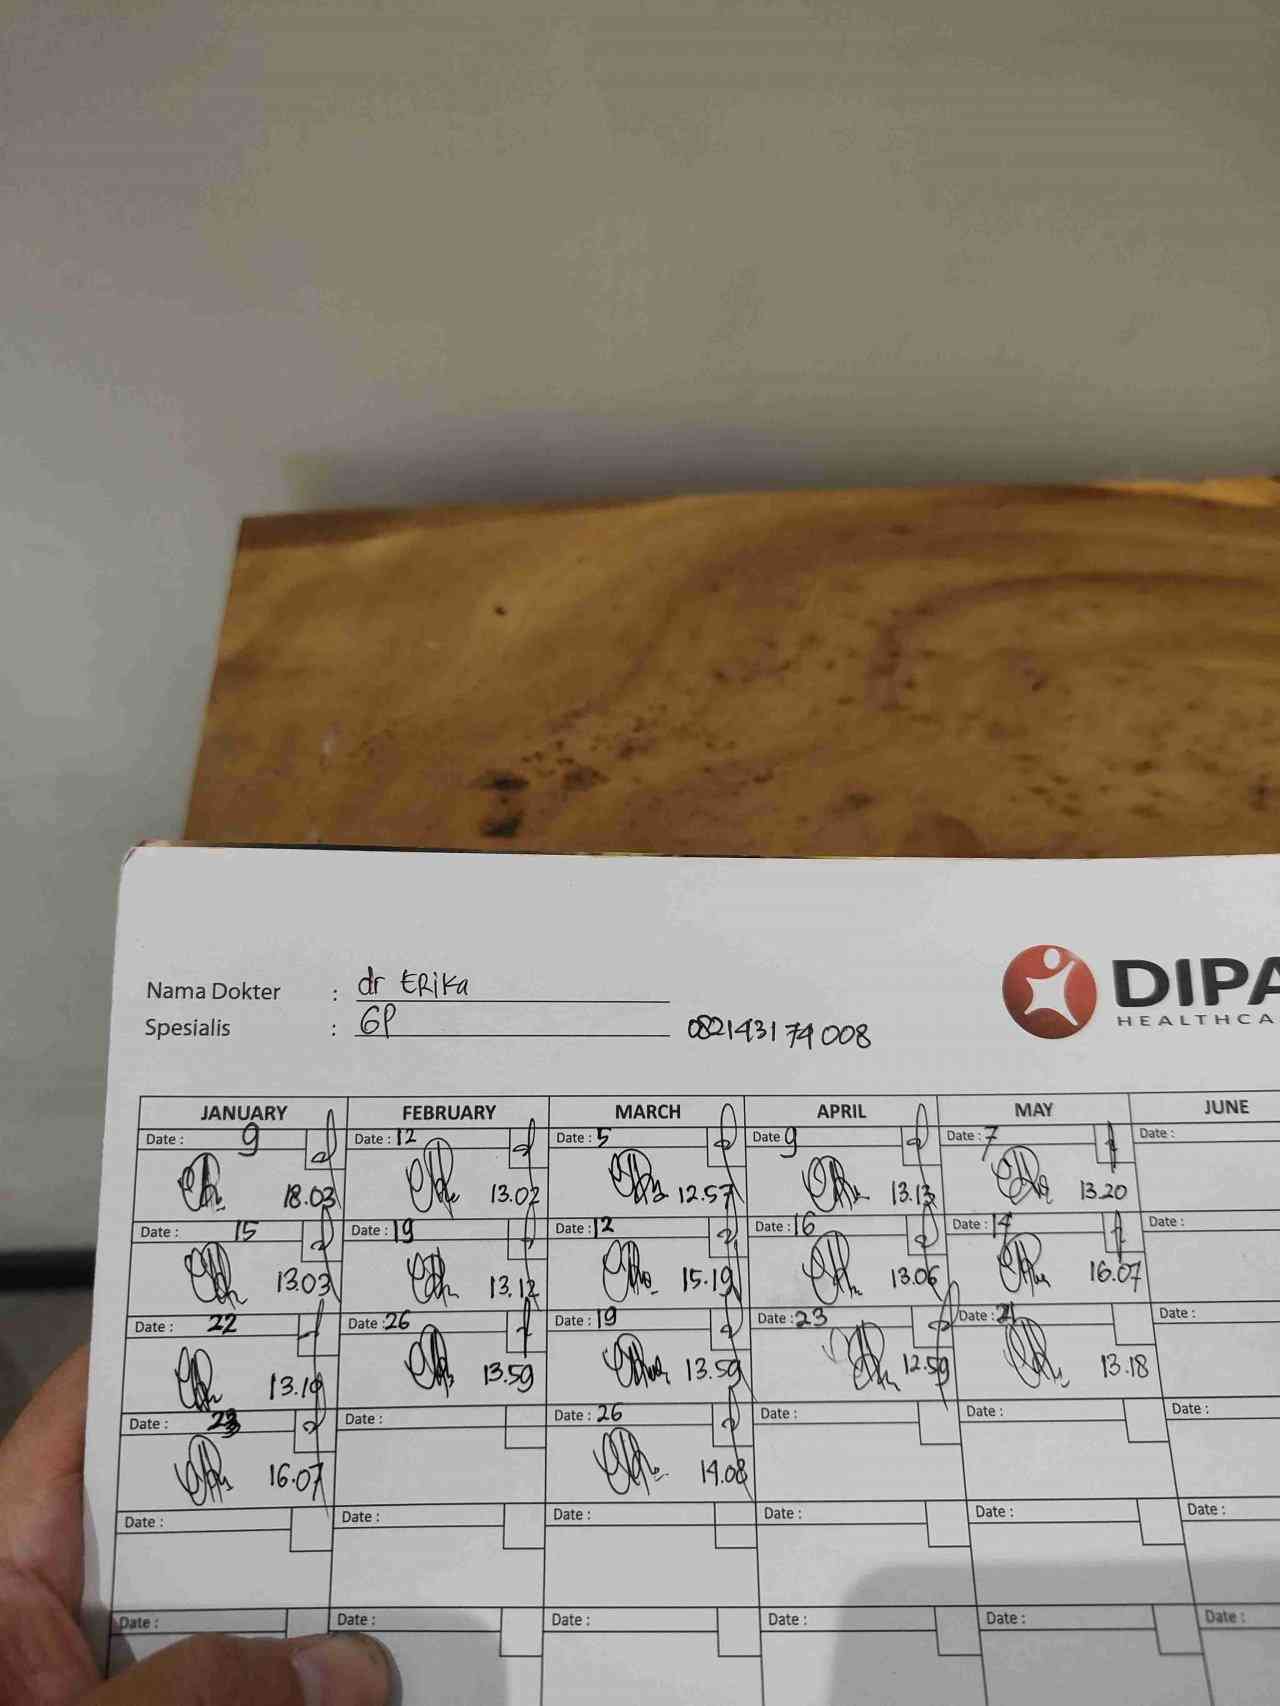 Nama Dokter : dr ERika
DIPA
HEALTHCA
Spesialis : GP 082143174008
JANUARY FEBRUARY MARCH APRIL MAY JUNE
Date : 9 Date : 12 Date : 5 Date 9 Date : 7 Date :
18.03 13.02 12.57 13.13 13.20
Date : 15 Date : 19 Date : 12 Date : 16 Date : 14 Date :
13.03 13.12 15.19 13.06 16.07
Date : 22 Date : 26 Date : 19 Date : 23 Date : 21 Date :
13.19 13.59 13.59 12.59 13.18
Date : 23 Date : Date : 26 Date : Date : Date :
16.07 14.08
Date : Date : Date : Date : Date : Date :
Date : Date : Date : Date : Date : Date :